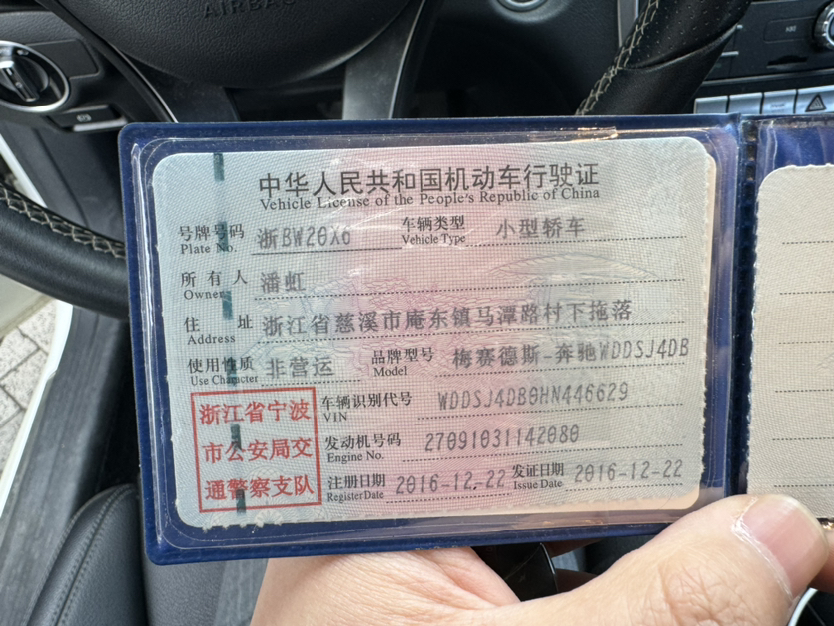 AIRBAG
中华人民共和国机动车行驶证
Vehicle License of the People's Republic of China
号牌号码 浙BW20X6 车辆类型 小型轿车
Plate No. Vehicle Type
所有人 潘虹
Owner
住址 浙江省慈溪市庵东镇马潭路村下拖落
Address
使用性质 非营运 品牌型号 梅赛德斯-奔驰WDDSJ4DB
Use Character Model
浙江省宁波
市公安局交
通警察支队
车辆识别代号 WDDSJ4DB0HN446629
VIN
发动机号码 27091031142080
Engine No.
注册日期 2016-12-22 发证日期 2016-12-22
Register Date Issue Date